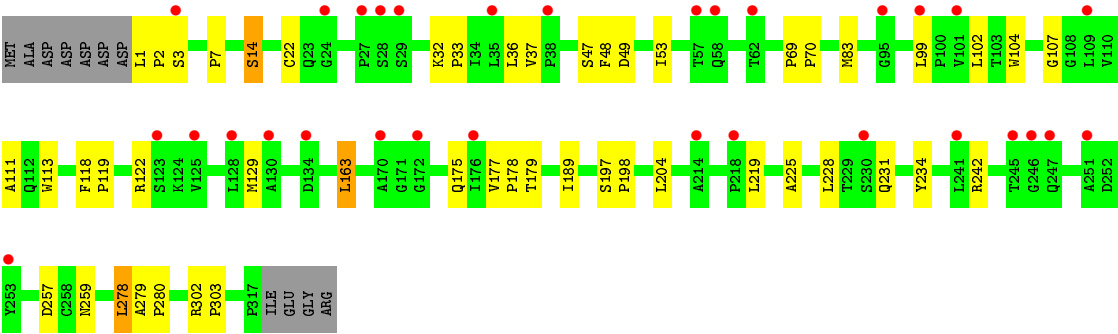 MET ALA ASP ASP ASP ASP ASP L1 P2 S3 P7 S14 C22 Q23 G24 P27 S28 S29 K32 P33 I34 L35 L36 V37 P38 S47 F48 D49 I53 T57 Q58 T62 P69 P70 M83 G95 L99 P100 V101 L102 T103 W104 G107 G108 L109 V110
A111 Q112 W113 F118 P119 R122 S123 K124 V125 L128 M129 A130 D134 L163 A170 G171 G172 Q175 I176 V177 P178 T179 I189 S197 P198 L204 A214 P218 L219 A225 L228 T229 S230 Q231 Y234 L241 R242 T245 G246 Q247 A251 D252
Y253 D257 C258 N259 L278 A279 P280 R302 P303 P317 ILE GLU GLY ARG